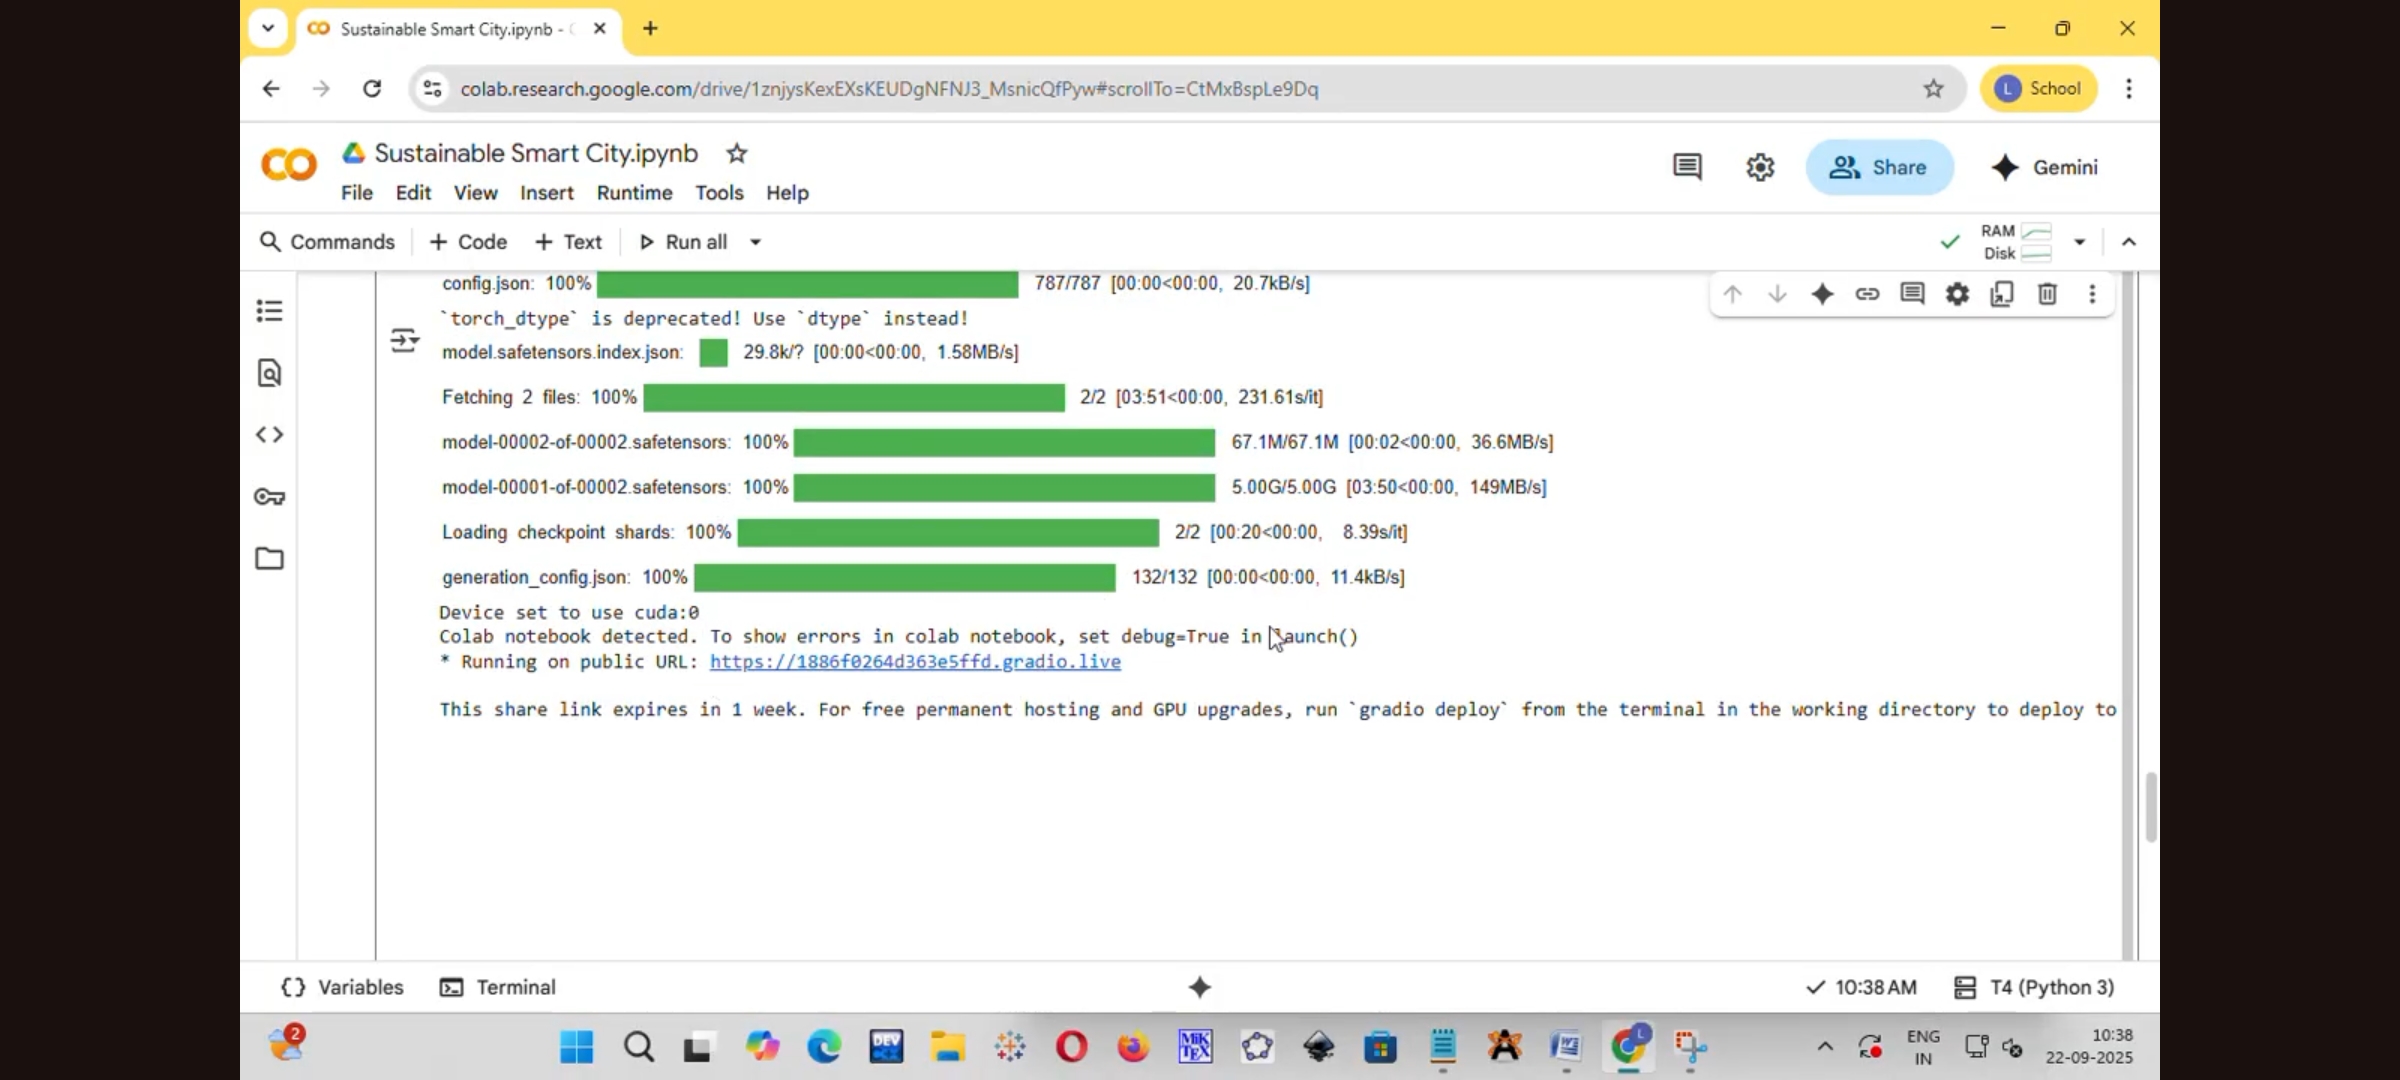 Sustainable Smart City.ipynb - C
colab.research.google.com/drive/1znjysKexEXsKEUDgNFNJ3_MsnicQfPyw#scrollTo=CtMxBspLe9Dq
L School
Sustainable Smart City.ipynb
Share
Gemini
File Edit View Insert Runtime Tools Help
Commands + Code + Text Run all
RAM
Disk
config.json: 100% 787/787 [00:00<00:00, 20.7kB/s]
`torch_dtype` is deprecated! Use `dtype` instead!
model.safetensors.index.json: 29.8k/? [00:00<00:00, 1.58MB/s]
Fetching 2 files: 100% 2/2 [03:51<00:00, 231.61s/it]
model-00002-of-00002.safetensors: 100% 67.1M/67.1M [00:02<00:00, 36.6MB/s]
model-00001-of-00002.safetensors: 100% 5.00G/5.00G [03:50<00:00, 149MB/s]
Loading checkpoint shards: 100% 2/2 [00:20<00:00, 8.39s/it]
generation_config.json: 100% 132/132 [00:00<00:00, 11.4kB/s]
Device set to use cuda:0
Colab notebook detected. To show errors in colab notebook, set debug=True in launch()
* Running on public URL: https://1886f0264d363e5ffd.gradio.live
This share link expires in 1 week. For free permanent hosting and GPU upgrades, run `gradio deploy` from the terminal in the working directory to deploy to
{} Variables Terminal 10:38 AM T4 (Python 3)
2
DEV
MiK
TEX
L
ENG
IN
10:38
22-09-2025